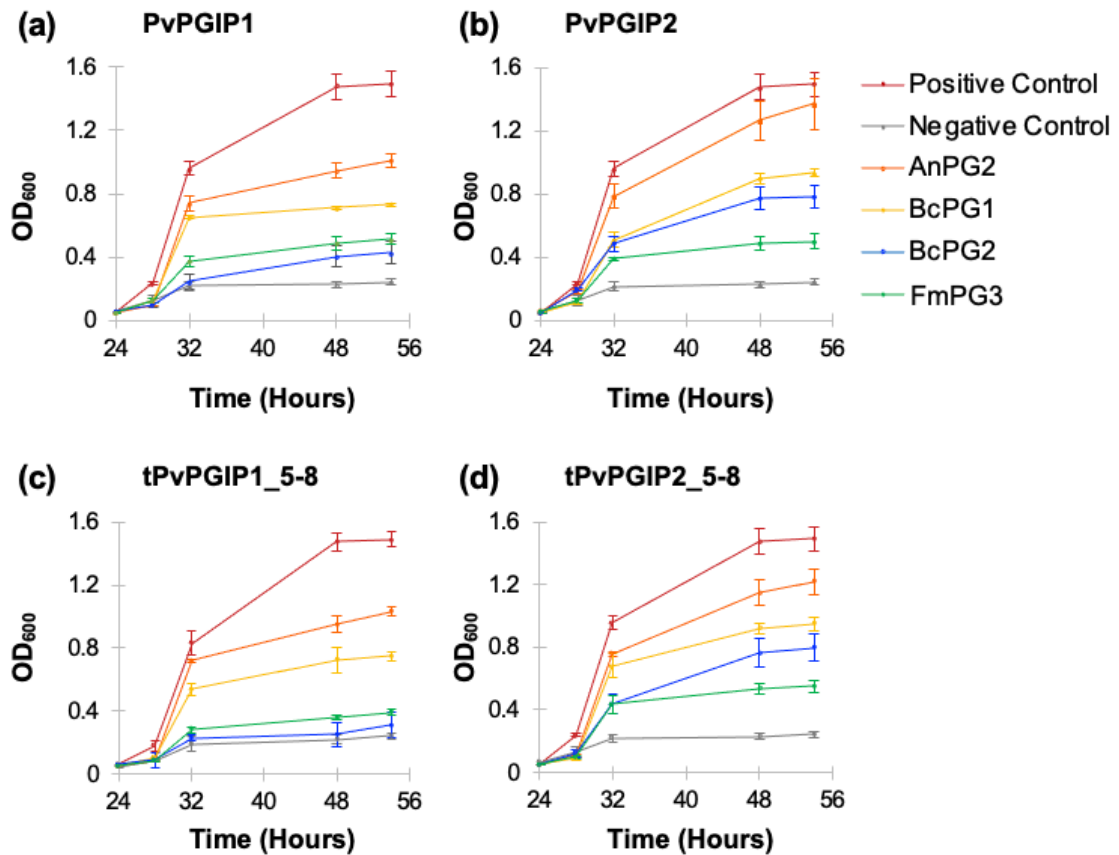 (a) PvPGIP1
1.6
1.2
0.8
0.4
0
OD600
24 32 40 48 56
Time (Hours)
(b) PvPGIP2
1.6
1.2
0.8
0.4
0
OD600
24 32 40 48 56
Time (Hours)
Positive Control
Negative Control
AnPG2
BcPG1
BcPG2
FmPG3
(c) tPvPGIP1_5-8
1.6
1.2
0.8
0.4
0
OD600
24 32 40 48 56
Time (Hours)
(d) tPvPGIP2_5-8
1.6
1.2
0.8
0.4
0
OD600
24 32 40 48 56
Time (Hours)